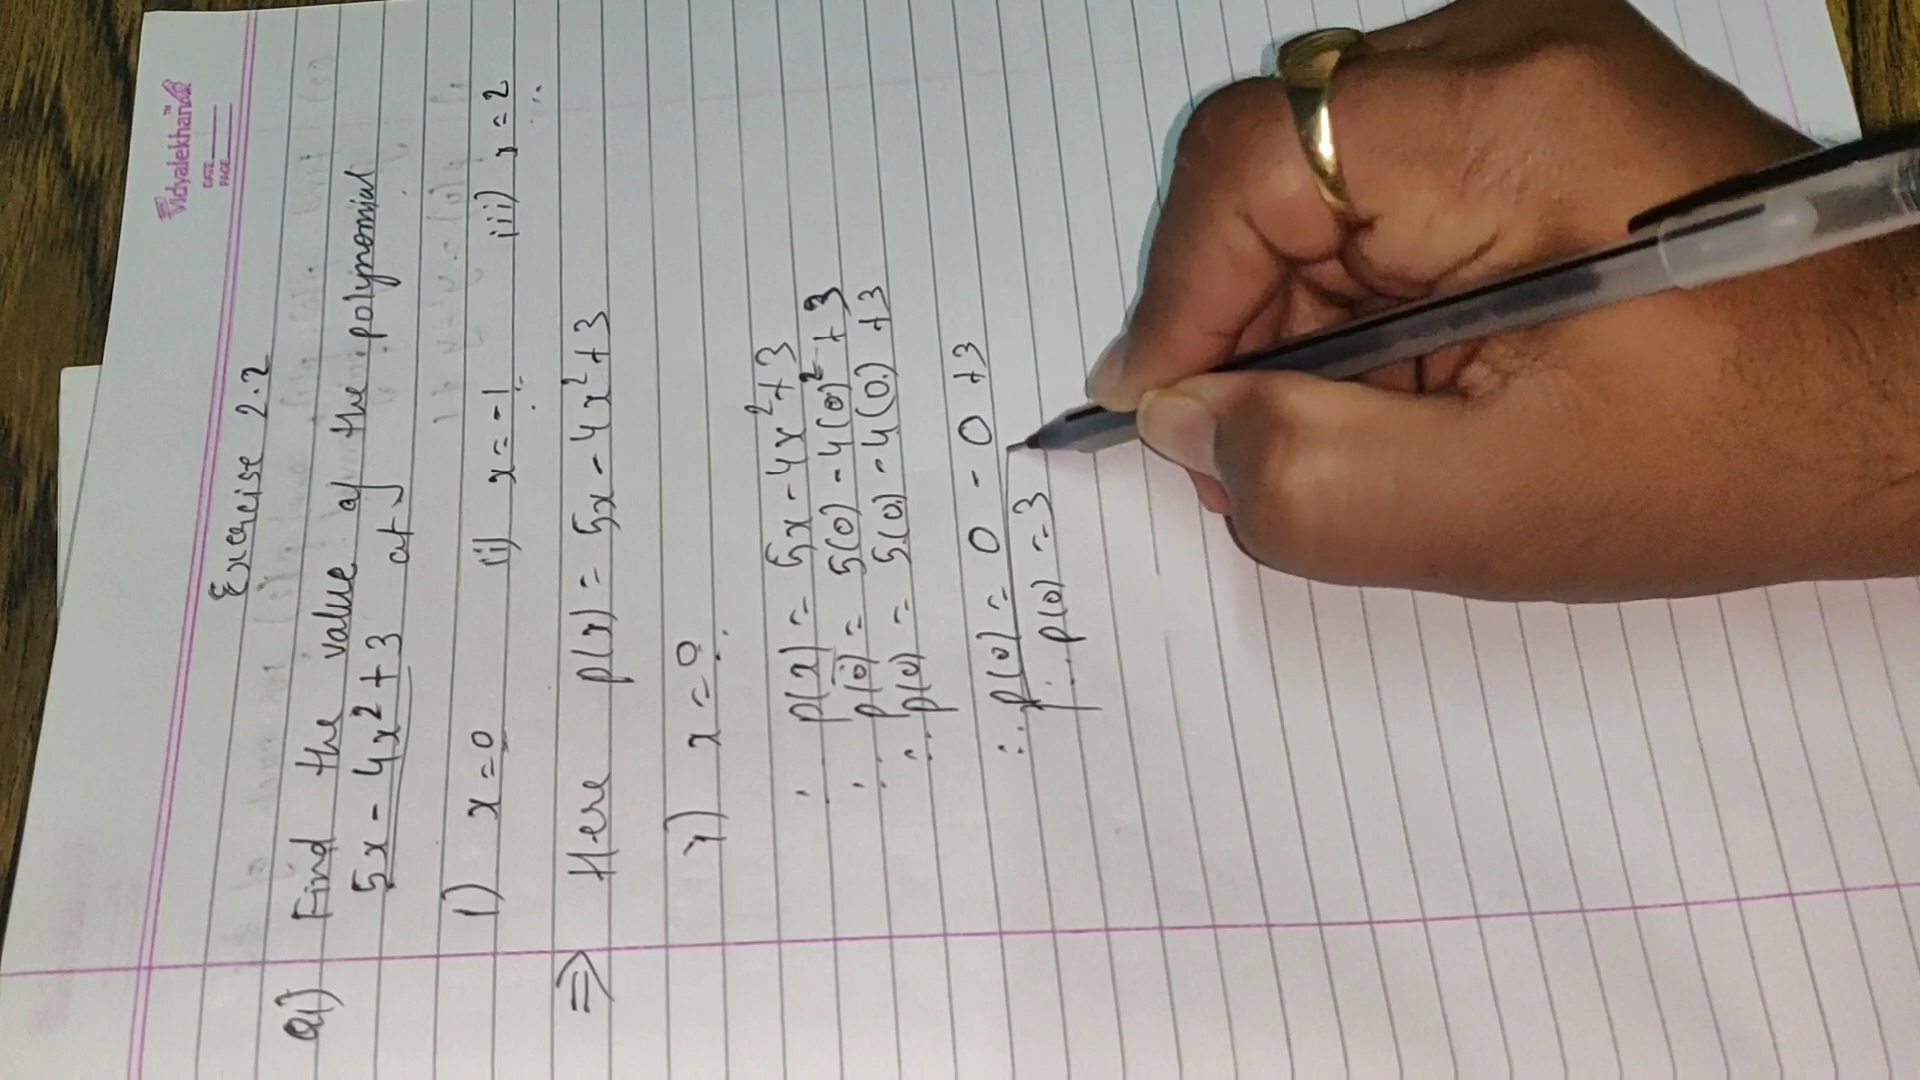 Vidyalekhan™
DATE
PAGE
Exercise 2.2
Q1) Find the value of the polynomial
5x - 4x² + 3 at
i) x=0 ii) x=-1 iii) x=2
⇒ Here p(x) = 5x - 4x² + 3
i) x=0
∴ p(x) = 5x - 4x² + 3
∴ p(0) = 5(0) - 4(0)² + 3
∴ p(0) = 5(0) - 4(0) + 3
∴ p(0) = 0 - 0 + 3
∴ p(0) = 3